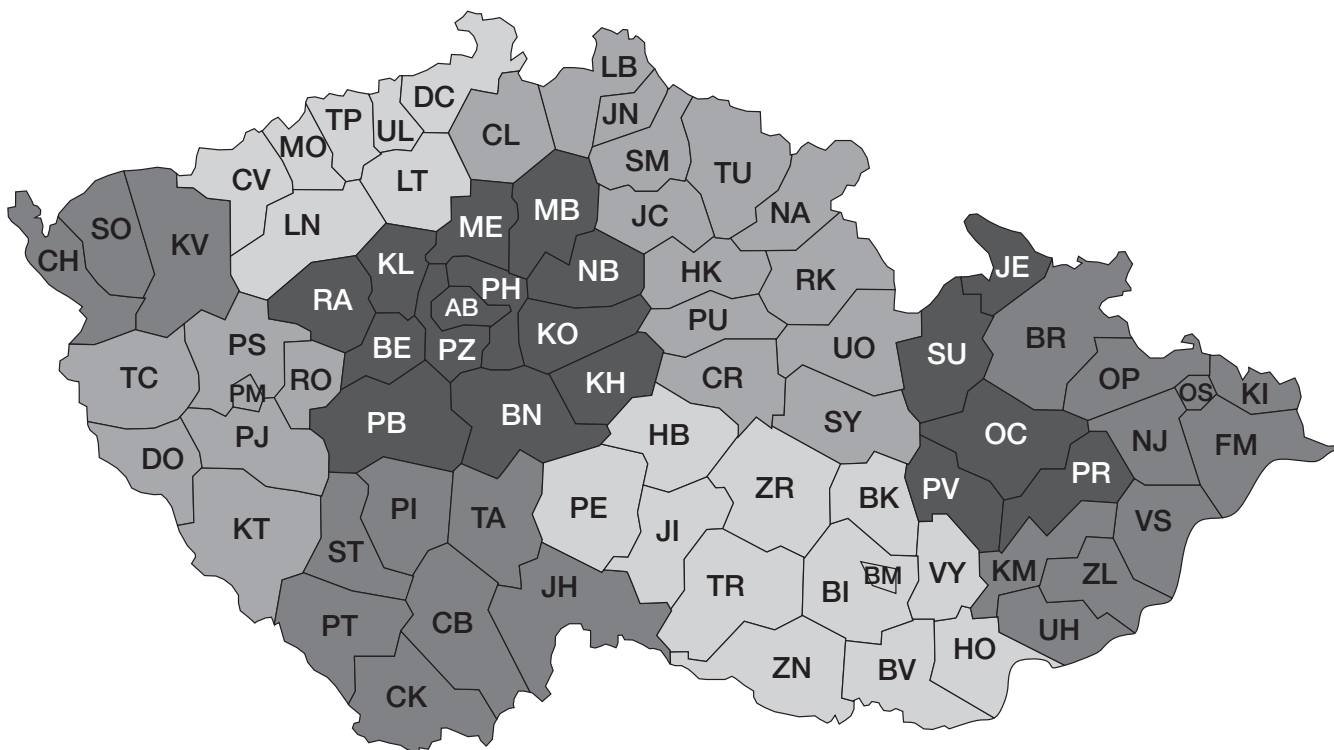 LB
DC
TP
JN
UL
CL
MO
SM
TU
CV
LT
MB
JC
NA
LN
ME
SO
KV
CH
KL
NB
HK
JE
PH
RK
RA
AB
PU
KO
BR
PS
BE
PZ
UO
SU
TC
RO
CR
OP
KH
PM
OS
KI
PB
BN
SY
PJ
HB
OC
NJ
FM
DO
PR
ZR
PV
BK
PI
PE
TA
KT
JI
VS
ST
KM
VY
ZL
BM
JH
TR
BI
PT
CB
UH
HO
ZN
BV
CK